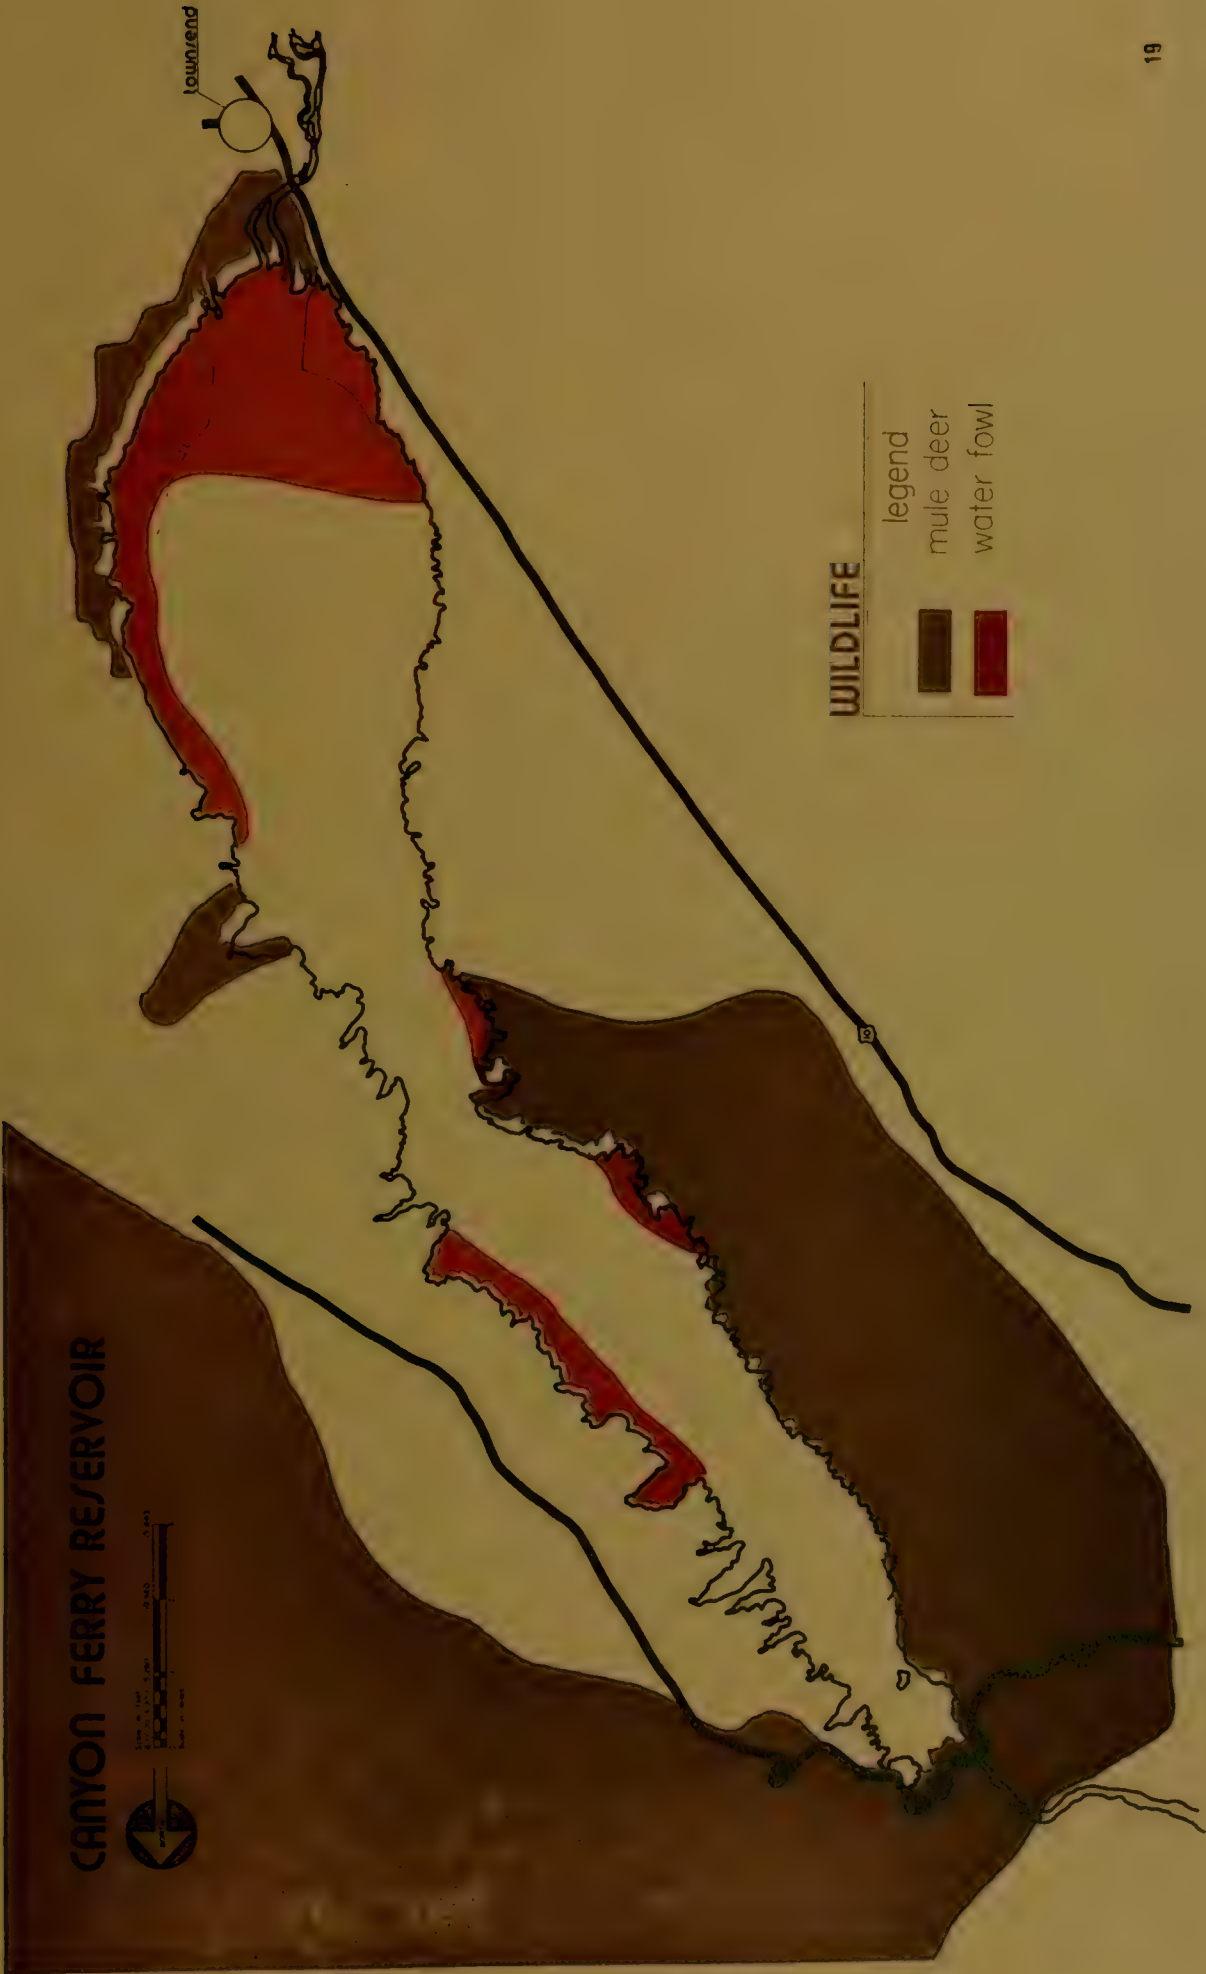 CANYON FERRY RESERVOIR
townsend
WILDLIFE
legend
mule deer
water fowl
19